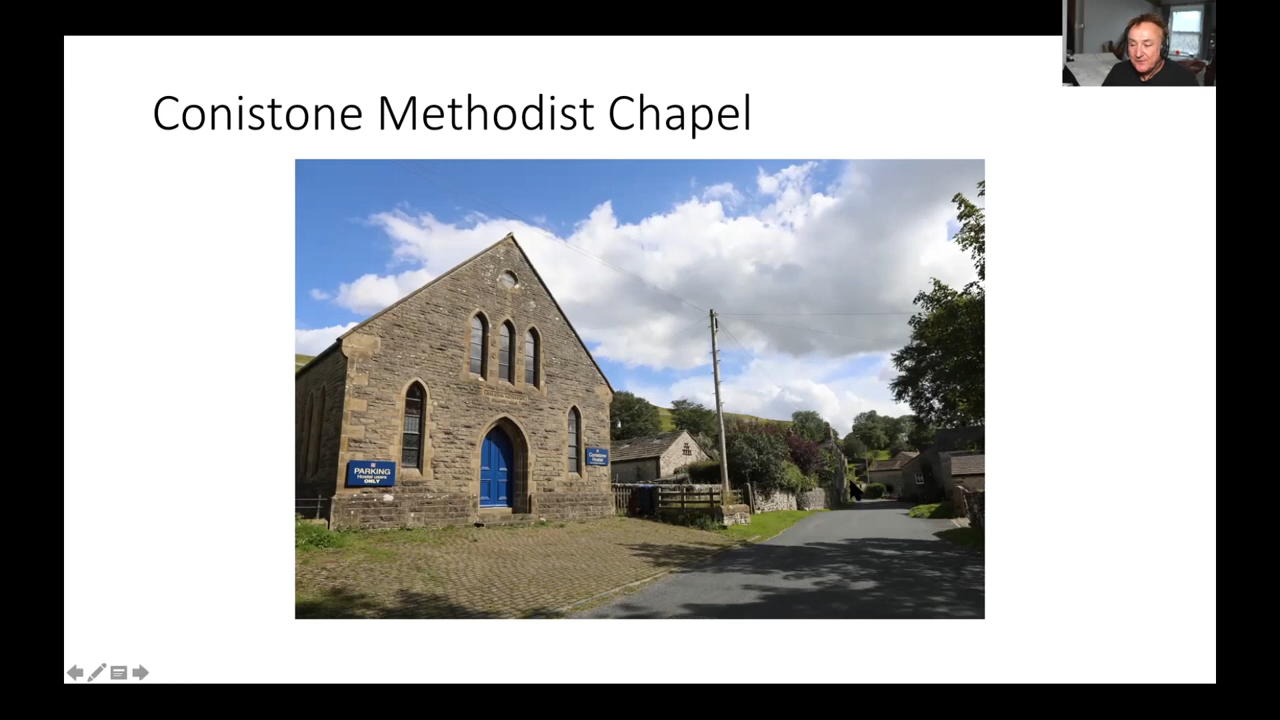 Conistone Methodist Chapel
PARKING
Hostel users
ONLY
Conistone
Hostel